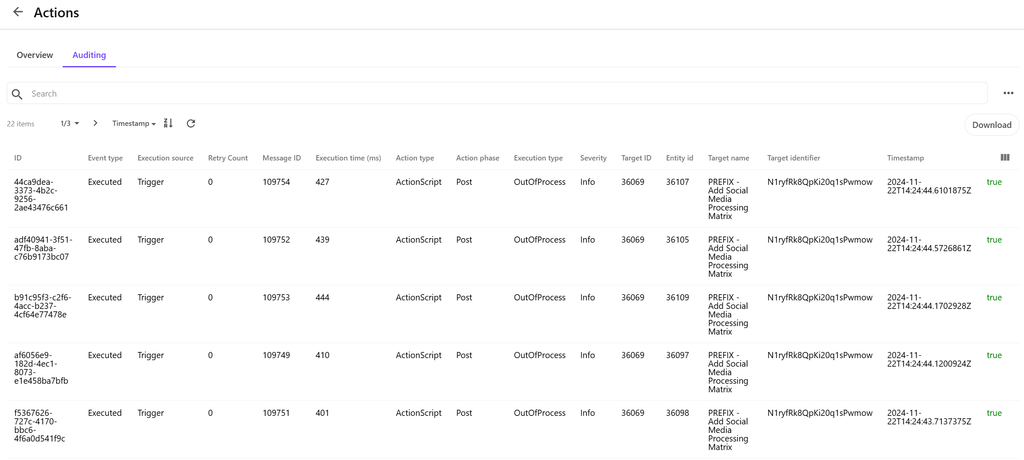 Actions
Overview Auditing
Search
22 items 1/3 Timestamp Download
ID Event type Execution source Retry Count Message ID Execution time (ms) Action type Action phase Execution type Severity Target ID Entity id Target name Target identifier Timestamp
44ca9dea- Executed Trigger 0 109754 427 ActionScript Post OutOfProcess Info 36069 36107 PREFIX - N1ryfRk8QpKi20q1sPwmow 2024-11- true
3373-4b2c- Add Social 22T14:24:44.6101875Z
9256- Media
2ae43476c661 Processing
Matrix
adf40941-3f51- Executed Trigger 0 109752 439 ActionScript Post OutOfProcess Info 36069 36105 PREFIX - N1ryfRk8QpKi20q1sPwmow 2024-11- true
47fb-8aba- Add Social 22T14:24:44.5726861Z
c76b9173bc07 Media
Processing
Matrix
b91c95f3-c2f6- Executed Trigger 0 109753 444 ActionScript Post OutOfProcess Info 36069 36109 PREFIX - N1ryfRk8QpKi20q1sPwmow 2024-11- true
4acc-b237- Add Social 22T14:24:44.1702928Z
4cf64e77478e Media
Processing
Matrix
af6056e9- Executed Trigger 0 109749 410 ActionScript Post OutOfProcess Info 36069 36097 PREFIX - N1ryfRk8QpKi20q1sPwmow 2024-11- true
182d-4ec1- Add Social 22T14:24:44.1200924Z
8073- Media
e1e458ba7bfb Processing
Matrix
f5367626- Executed Trigger 0 109751 401 ActionScript Post OutOfProcess Info 36069 36098 PREFIX - N1ryfRk8QpKi20q1sPwmow 2024-11- true
727c-4170- Add Social 22T14:24:43.7137375Z
bbc6- Media
4f6a0d541f9c Processing
Matrix